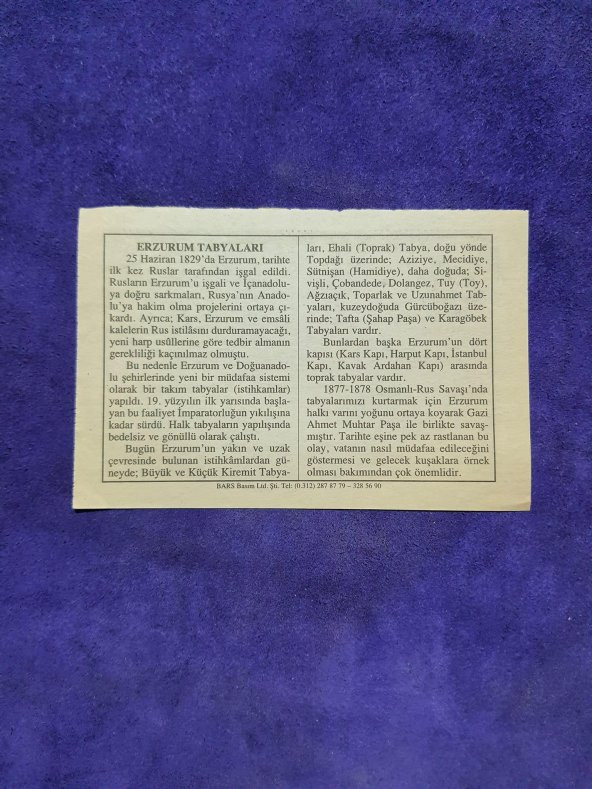 ERZURUM TABYALARI
25 Haziran 1829'da Erzurum, tarihte
ilk kez Ruslar tarafından işgal edildi.
Rusların Erzurum'u işgali ve İçanadolu-
ya doğru sarkmaları, Rusya'nın Anado-
lu'ya hakim olma projelerini ortaya çı-
kardı. Ayrıca; Kars, Erzurum ve emsâli
kalelerin Rus istilâsını durduramayacağı,
yeni harp usûllerine göre tedbir almanın
gerekliliği kaçınılmaz olmuştu.
Bu nedenle Erzurum ve Doğuanado-
lu şehirlerinde yeni bir müdafaa sistemi
olarak bir takım tabyalar (istihkamlar)
yapıldı. 19. yüzyılın ilk yarısında başla-
yan bu faaliyet İmparatorluğun yıkılışına
kadar sürdü. Halk tabyaların yapılışında
bedelsiz ve gönüllü olarak çalıştı.
Bugün Erzurum'un yakın ve uzak
çevresinde bulunan istihkâmlardan gü-
neyde; Büyük ve Küçük Kiremit Tabya-
ları, Ehali (Toprak) Tabya, doğu yönde
Topdağı üzerinde; Aziziye, Mecidiye,
Sütnişan (Hamidiye), daha doğuda; Si-
vişli, Çobandede, Dolangez, Tuy (Toy),
Ağzıaçık, Toparlak ve Uzunahmet Tab-
yaları, kuzeydoğuda Gürcüboğazı üze-
rinde; Tafta (Şahap Paşa) ve Karagöbek
Tabyaları vardır.
Bunlardan başka Erzurum'un dört
kapısı (Kars Kapı, Harput Kapı, İstanbul
Kapı, Kavak Ardahan Kapı) arasında
toprak tabyalar vardır.
1877-1878 Osmanlı-Rus Savaşı'nda
tabyalarımızı kurtarmak için Erzurum
halkı varını yoğunu ortaya koyarak Gazi
Ahmet Muhtar Paşa ile birlikte savaş-
mıştır. Tarihte eşine pek az rastlanan bu
olay, vatanın nasıl müdafaa edileceğini
göstermesi ve gelecek kuşaklara örnek
olması bakımından çok önemlidir.
BARS Basım Ltd. Şti. Tel: (0.312) 287 87 79 – 328 56 90